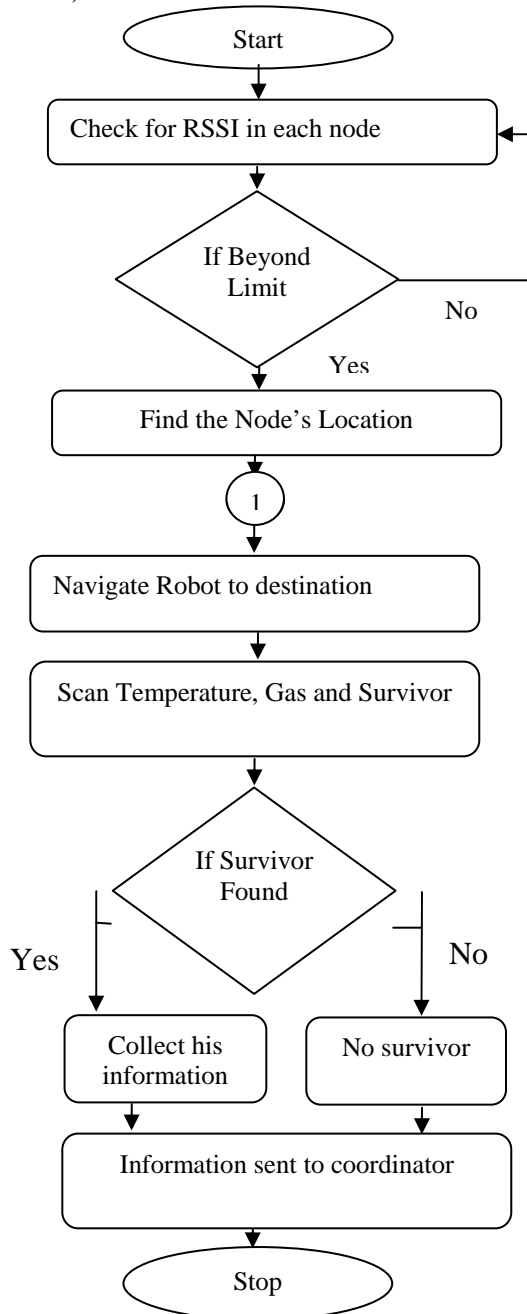 Start
Check for RSSI in each node
If Beyond
Limit
No
Yes
Find the Node's Location
1
Navigate Robot to destination
Scan Temperature, Gas and Survivor
If Survivor
Found
Yes
No
Collect his
information
No survivor
Information sent to coordinator
Stop